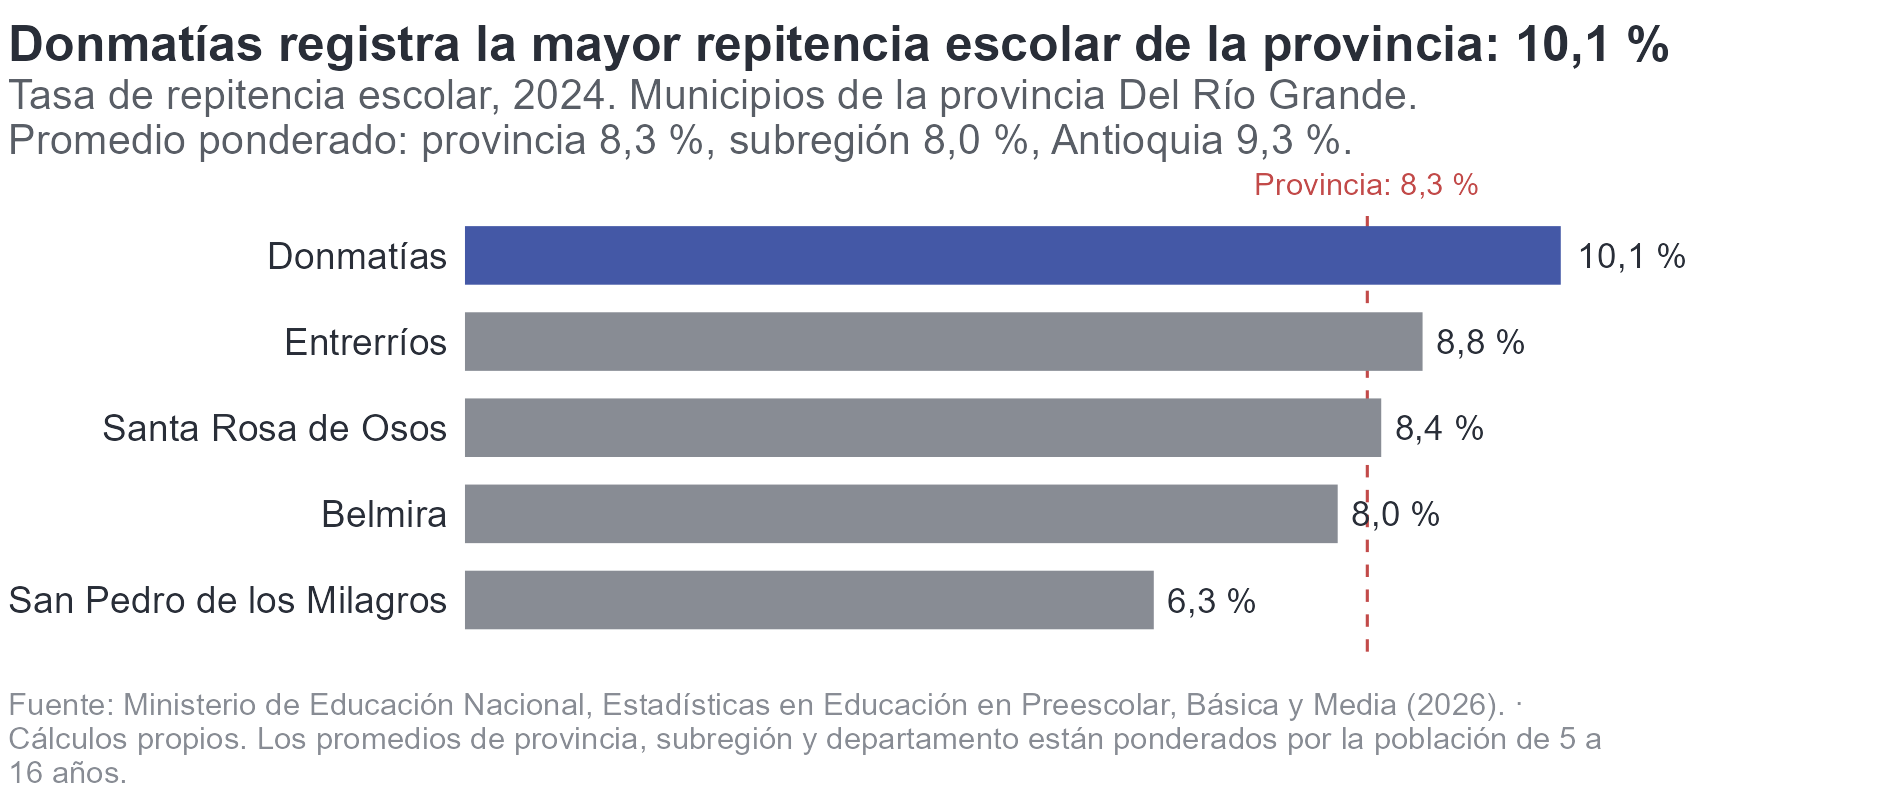 Donmatías registra la mayor repitencia escolar de la provincia: 10,1 %
Tasa de repitencia escolar, 2024. Municipios de la provincia Del Río Grande.
Promedio ponderado: provincia 8,3 %, subregión 8,0 %, Antioquia 9,3 %.
Provincia: 8,3 %
Donmatías 10,1 %
Entrerríos 8,8 %
Santa Rosa de Osos 8,4 %
Belmira 8,0 %
San Pedro de los Milagros 6,3 %
Fuente: Ministerio de Educación Nacional, Estadísticas en Educación en Preescolar, Básica y Media (2026). ·
Cálculos propios. Los promedios de provincia, subregión y departamento están ponderados por la población de 5 a
16 años.